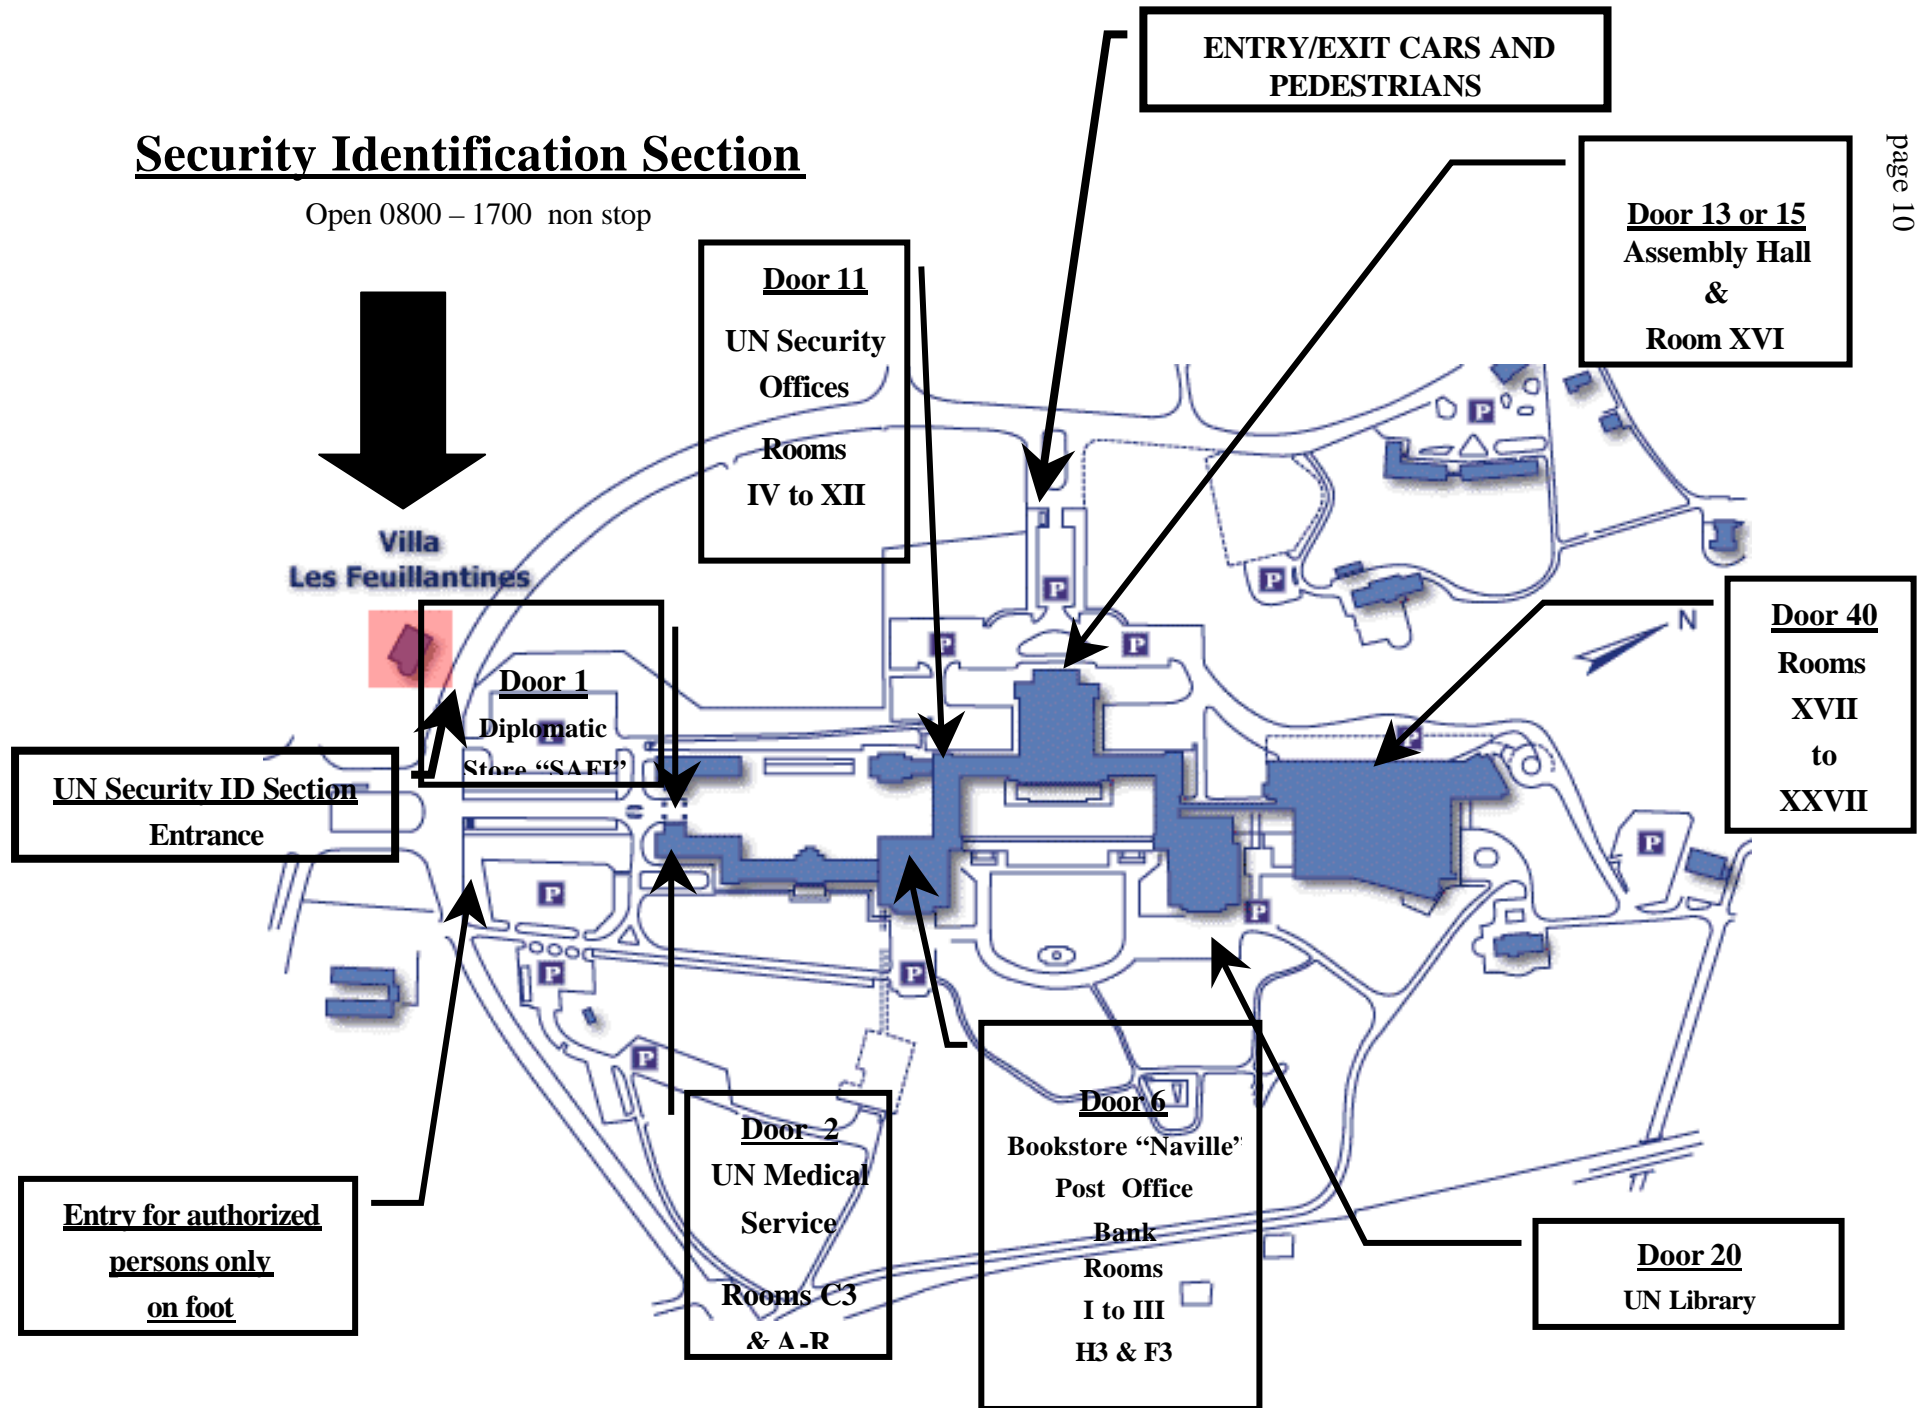 ENTRY/EXIT CARS AND
PEDESTRIANS
page 10
Security Identification Section
Open 0800 – 1700 non stop
Door 13 or 15
Assembly Hall
&
Room XVI
Door 11
UN Security
Offices
Rooms
IV to XII
Villa
Les Feuillantines
Door 40
Rooms
XVII
to
XXVII
N
Door 1
Diplomatic
Store “SAFI”
UN Security ID Section
Entrance
P
P
P
P
P
P
P
P
P
P
P
P
P
Entry for authorized
persons only
on foot
Door 2
UN Medical
Service
Rooms C3
& A-R
Door 6
Bookstore “Naville”
Post Office
Bank
Rooms
I to III
H3 & F3
Door 20
UN Library